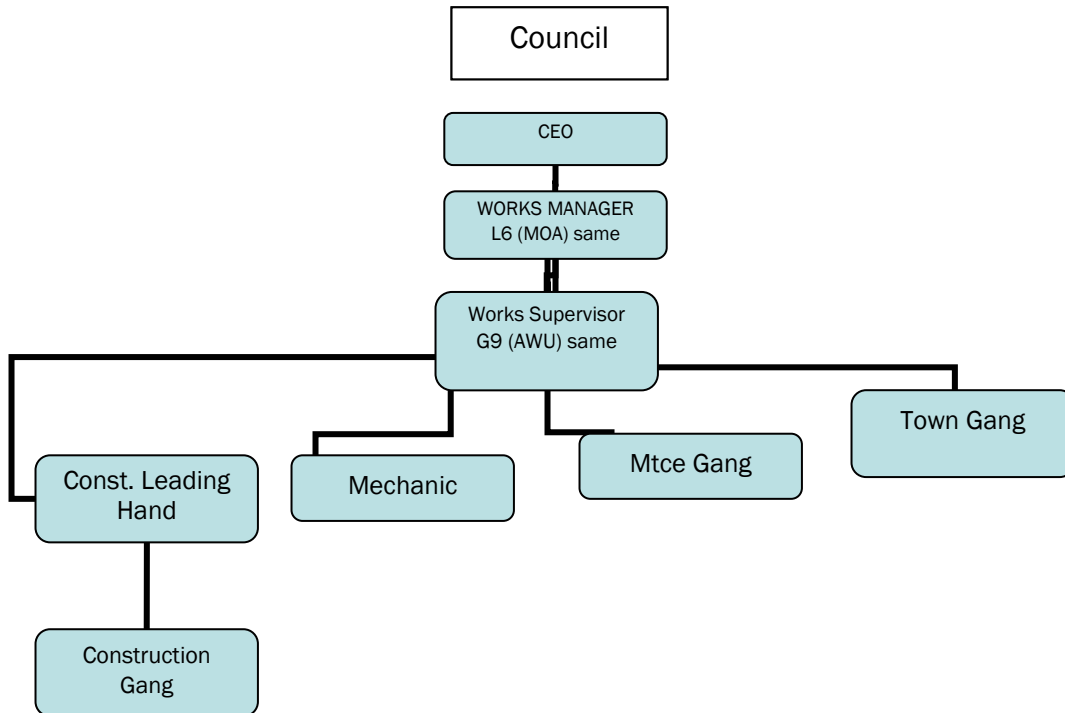 Council
CEO
WORKS MANAGER
L6 (MOA) same
Works Supervisor
G9 (AWU) same
Town Gang
Mtce Gang
Mechanic
Const. Leading
Hand
Construction
Gang